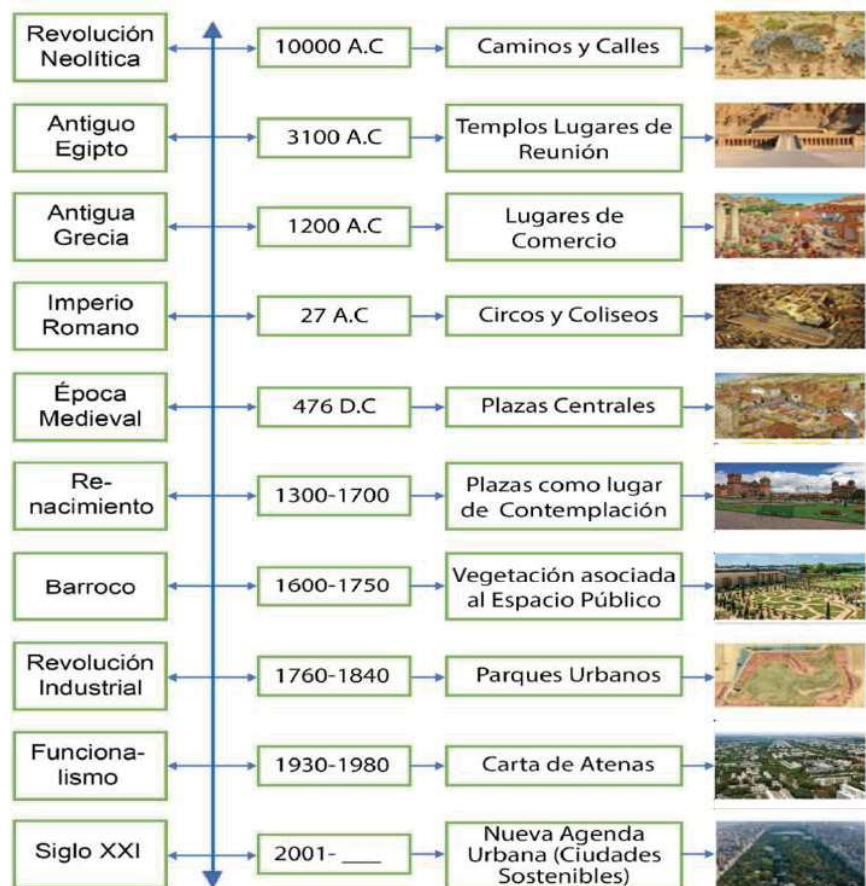 Revolución
Neolítica
10000 A.C
Caminos y Calles
Antiguo
Egipto
3100 A.C
Templos Lugares de
Reunión
Antigua
Grecia
1200 A.C
Lugares de
Comercio
Imperio
Romano
27 A.C
Circos y Coliseos
Época
Medieval
476 D.C
Plazas Centrales
Re-
nacimiento
1300-1700
Plazas como lugar
de Contemplación
Barroco
1600-1750
Vegetación asociada
al Espacio Público
Revolución
Industrial
1760-1840
Parques Urbanos
Funciona-
lismo
1930-1980
Carta de Atenas
Siglo XXI
2001- ___
Nueva Agenda
Urbana (Ciudades
Sostenibles)